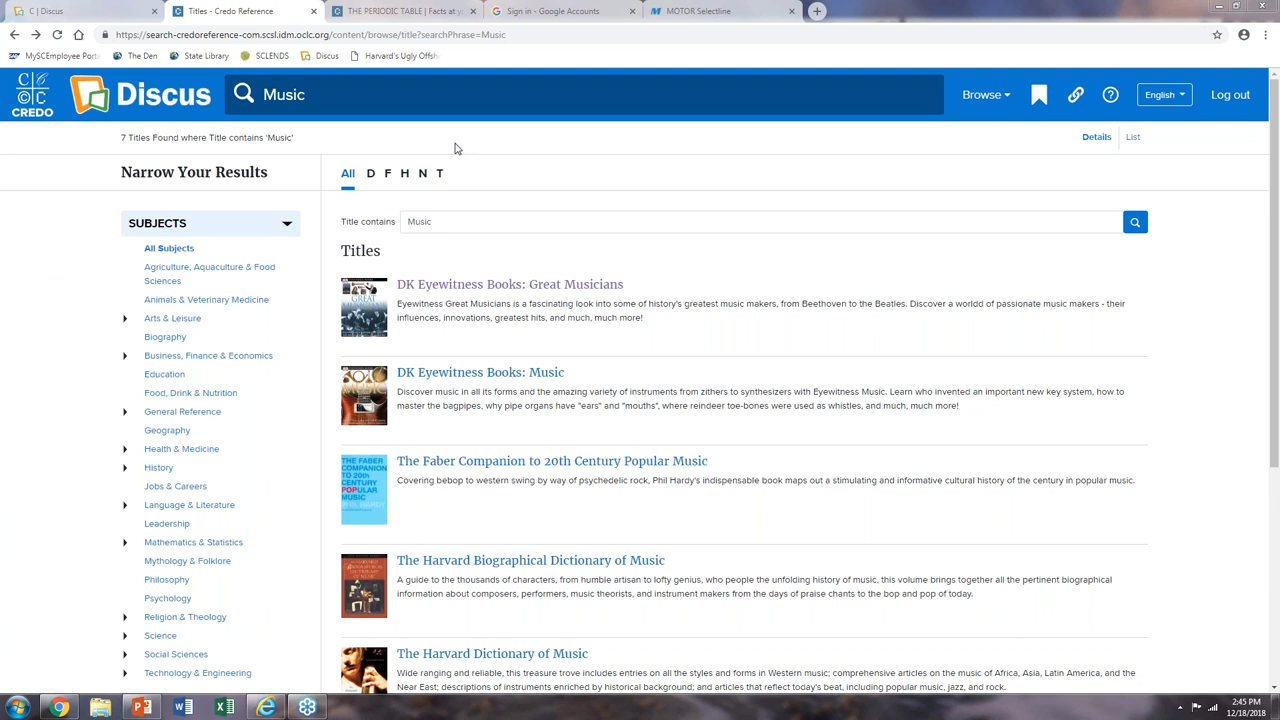 C | Discus
Titles - Credo Reference
THE PERIODIC TABLE | Facts at y
Sign in - Google Accounts
MOTOR Selectline
https://search-credoreference-com.scsl.idm.oclc.org/content/browse/title?searchPhrase=Music
MySCEmployee Porta
The Den
State Library
SCLENDS
Discus
Harvard's Ugly Offsh
CREDO
Discus
Music
Browse
English
Log out
7 Titles Found where Title contains 'Music'
Details
List
Narrow Your Results
All D F H N T
SUBJECTS
Title contains
Music
All Subjects
Agriculture, Aquaculture & Food
Sciences
Animals & Veterinary Medicine
Arts & Leisure
Biography
Business, Finance & Economics
Education
Food, Drink & Nutrition
General Reference
Geography
Health & Medicine
History
Jobs & Careers
Language & Literature
Leadership
Mathematics & Statistics
Mythology & Folklore
Philosophy
Psychology
Religion & Theology
Science
Social Sciences
Technology & Engineering
Titles
DK Eyewitness Books: Great Musicians
Eyewitness Great Musicians is a fascinating look into some of history's greatest music makers, from Beethoven to the Beatles. Discover a worldd of passionate music makers - their
influences, innovations, greatest hits, and much, much more!
GREAT
DK Eyewitness Books: Music
Discover music in all its forms and the amazing variety of instruments from zithers to synthesizers with Eyewitness Music. Learn who invented an important new key system, how to
master the bagpipes, why pipe organs have "ears" and "mouths", where reindeer toe-bones were used as whistles, and much, much more!
MUSIC
The Faber Companion to 20th Century Popular Music
Covering bebop to western swing by way of psychedelic rock, Phil Hardy's indispensable book maps out a stimulating and informative cultural history of the century in popular music.
THE FABER
COMPANION
TO 20th
CENTURY
POPULAR
MUSIC
The Harvard Biographical Dictionary of Music
A guide to the thousands of characters, from humble artisan to lofty genius, who people the unfolding history of music, this volume brings together all the pertinent biographical
information about composers, performers, music theorists, and instrument makers from the days of praise chants to the bop and pop of today.
The Harvard Dictionary of Music
Wide ranging and reliable, this treasure trove includes entries on all the styles and forms in Western music; comprehensive articles on the music of Africa, Asia, Latin America, and the
Near East; descriptions of instruments enriched by historical background; and articles that reflect today's beat, including popular music, jazz, and rock.
2:45 PM
12/18/2018